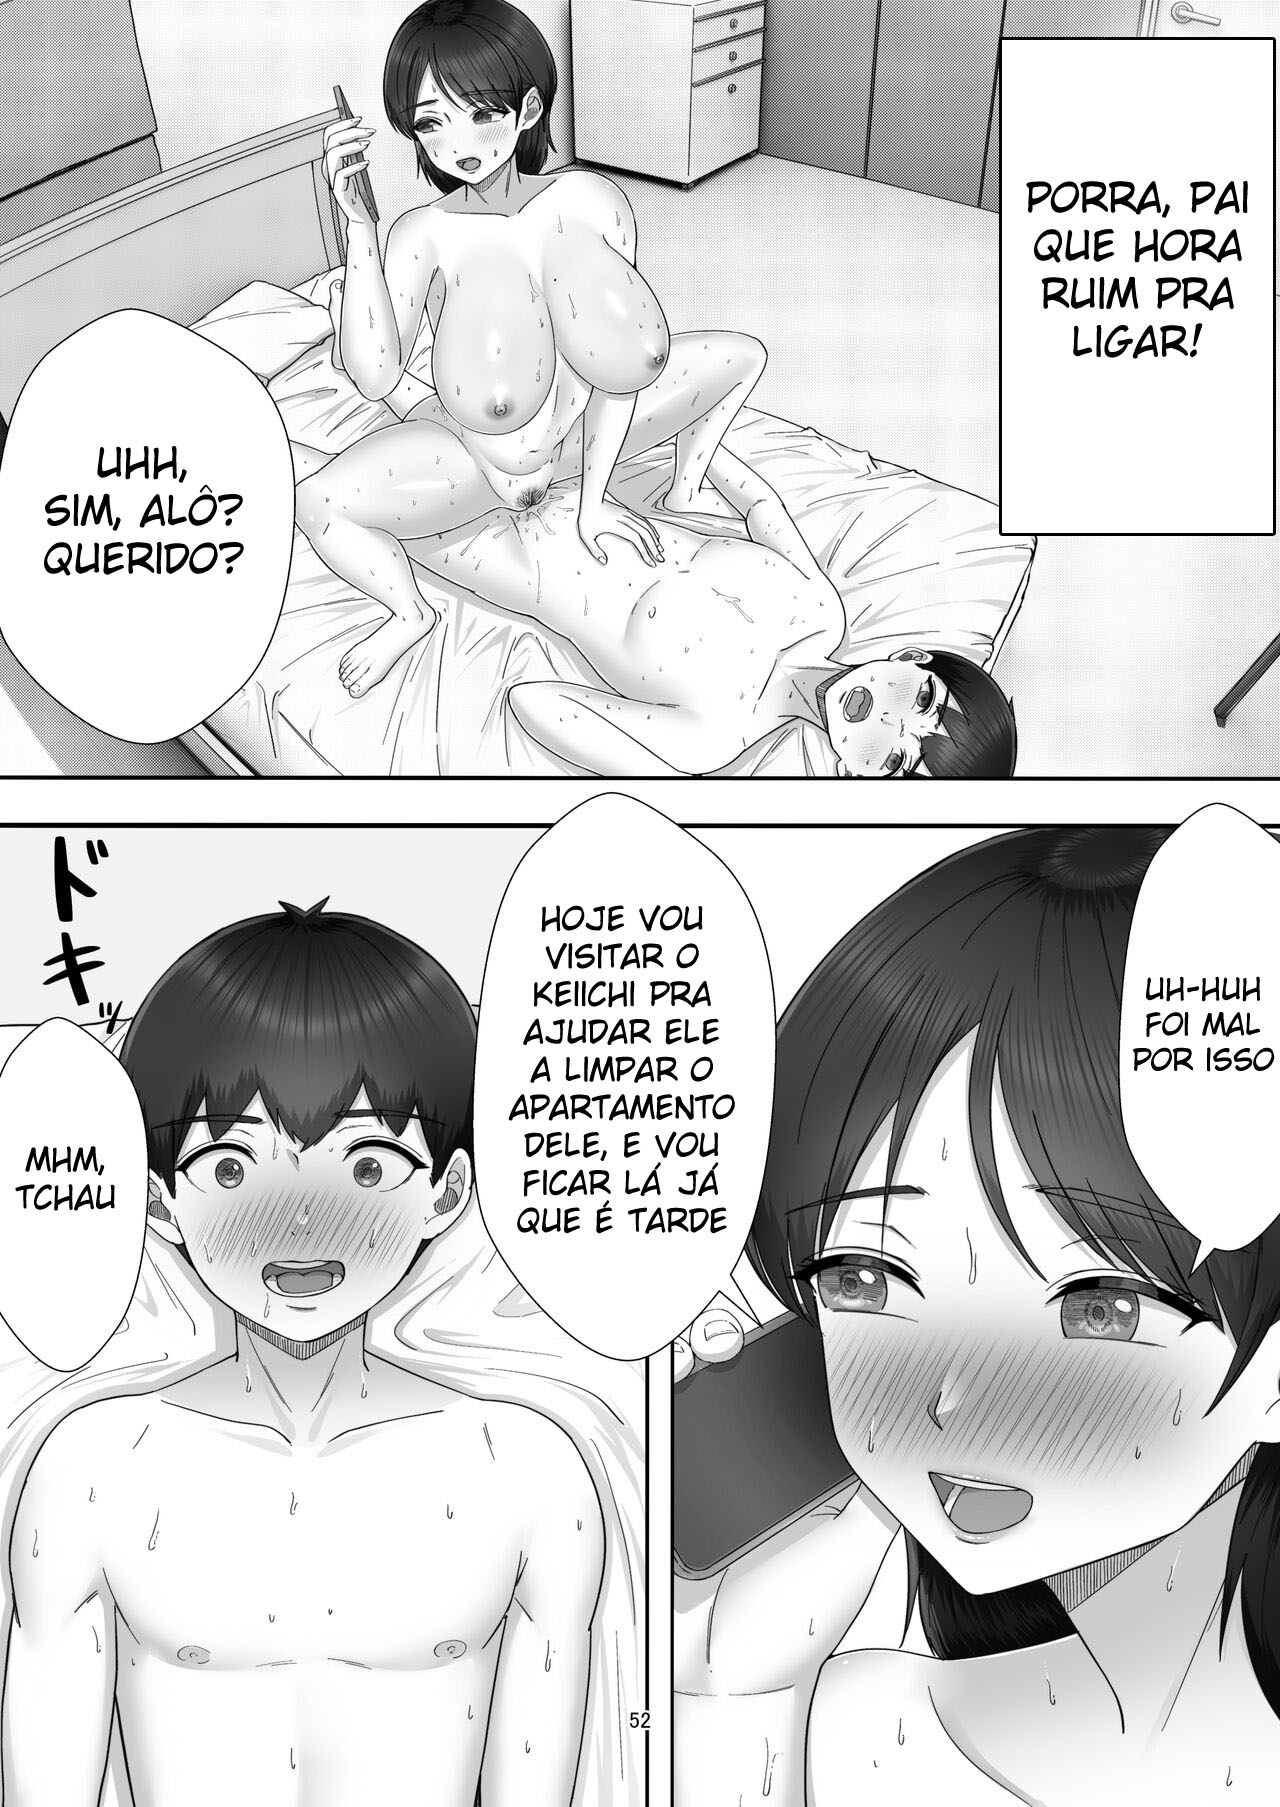 PORRA, PAI
QUE HORA
RUIM PRA
LIGAR!
UHH,
SIM, ALÔ?
QUERIDO?
UH-HUH
FOI MAL
POR ISSO
HOJE VOU
VISITAR O
KEIICHI PRA
AJUDAR ELE
A LIMPAR O
APARTAMENTO
DELE, E VOU
FICAR LÁ JÁ
QUE É TARDE
ドキッ
MHM,
TCHAU
52